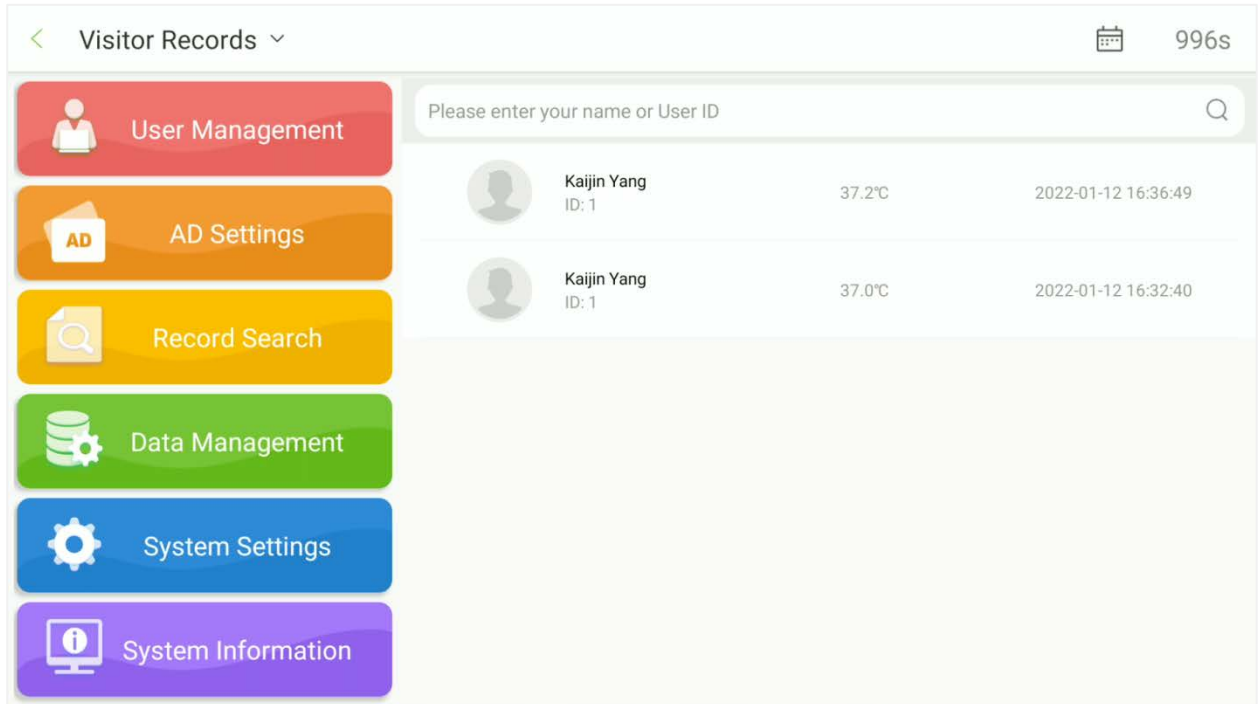 Visitor Records
996s
User Management
AD
AD Settings
Record Search
Data Management
System Settings
System Information
Please enter your name or User ID
Kaijin Yang
ID: 1
37.2℃
2022-01-12 16:36:49
Kaijin Yang
ID: 1
37.0℃
2022-01-12 16:32:40